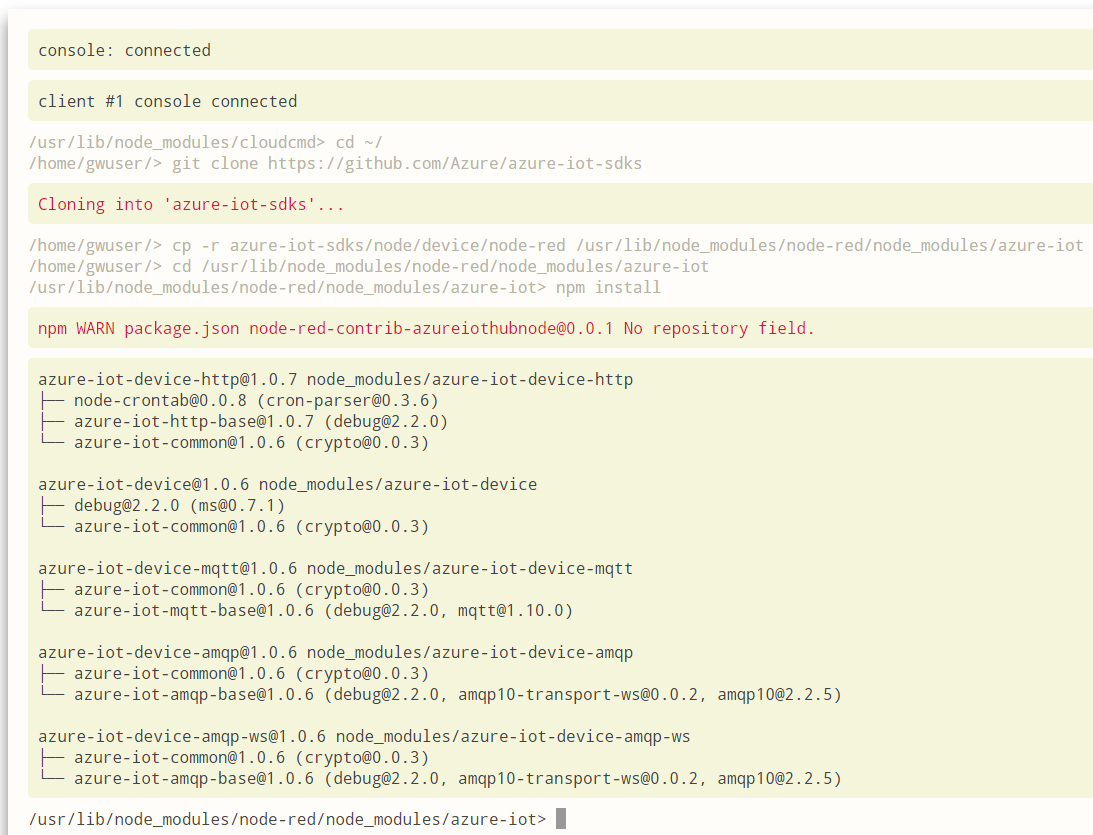 console: connected
client #1 console connected
/usr/lib/node_modules/cloudcmd> cd ~/
/home/gwuser/> git clone https://github.com/Azure/azure-iot-sdks
Cloning into 'azure-iot-sdks'...
/home/gwuser/> cp -r azure-iot-sdks/node/device/node-red /usr/lib/node_modules/node-red/node_modules/azure-iot
/home/gwuser/> cd /usr/lib/node_modules/node-red/node_modules/azure-iot
/usr/lib/node_modules/node-red/node_modules/azure-iot> npm install
npm WARN package.json node-red-contrib-azureiothubnode@0.0.1 No repository field.
azure-iot-device-http@1.0.7 node_modules/azure-iot-device-http
├── node-crontab@0.0.8 (cron-parser@0.3.6)
├── azure-iot-http-base@1.0.7 (debug@2.2.0)
└── azure-iot-common@1.0.6 (crypto@0.0.3)
azure-iot-device@1.0.6 node_modules/azure-iot-device
├── debug@2.2.0 (ms@0.7.1)
└── azure-iot-common@1.0.6 (crypto@0.0.3)
azure-iot-device-mqtt@1.0.6 node_modules/azure-iot-device-mqtt
├── azure-iot-common@1.0.6 (crypto@0.0.3)
└── azure-iot-mqtt-base@1.0.6 (debug@2.2.0, mqtt@1.10.0)
azure-iot-device-amqp@1.0.6 node_modules/azure-iot-device-amqp
├── azure-iot-common@1.0.6 (crypto@0.0.3)
└── azure-iot-amqp-base@1.0.6 (debug@2.2.0, amqp10-transport-ws@0.0.2, amqp10@2.2.5)
azure-iot-device-amqp-ws@1.0.6 node_modules/azure-iot-device-amqp-ws
├── azure-iot-common@1.0.6 (crypto@0.0.3)
└── azure-iot-amqp-base@1.0.6 (debug@2.2.0, amqp10-transport-ws@0.0.2, amqp10@2.2.5)
/usr/lib/node_modules/node-red/node_modules/azure-iot>